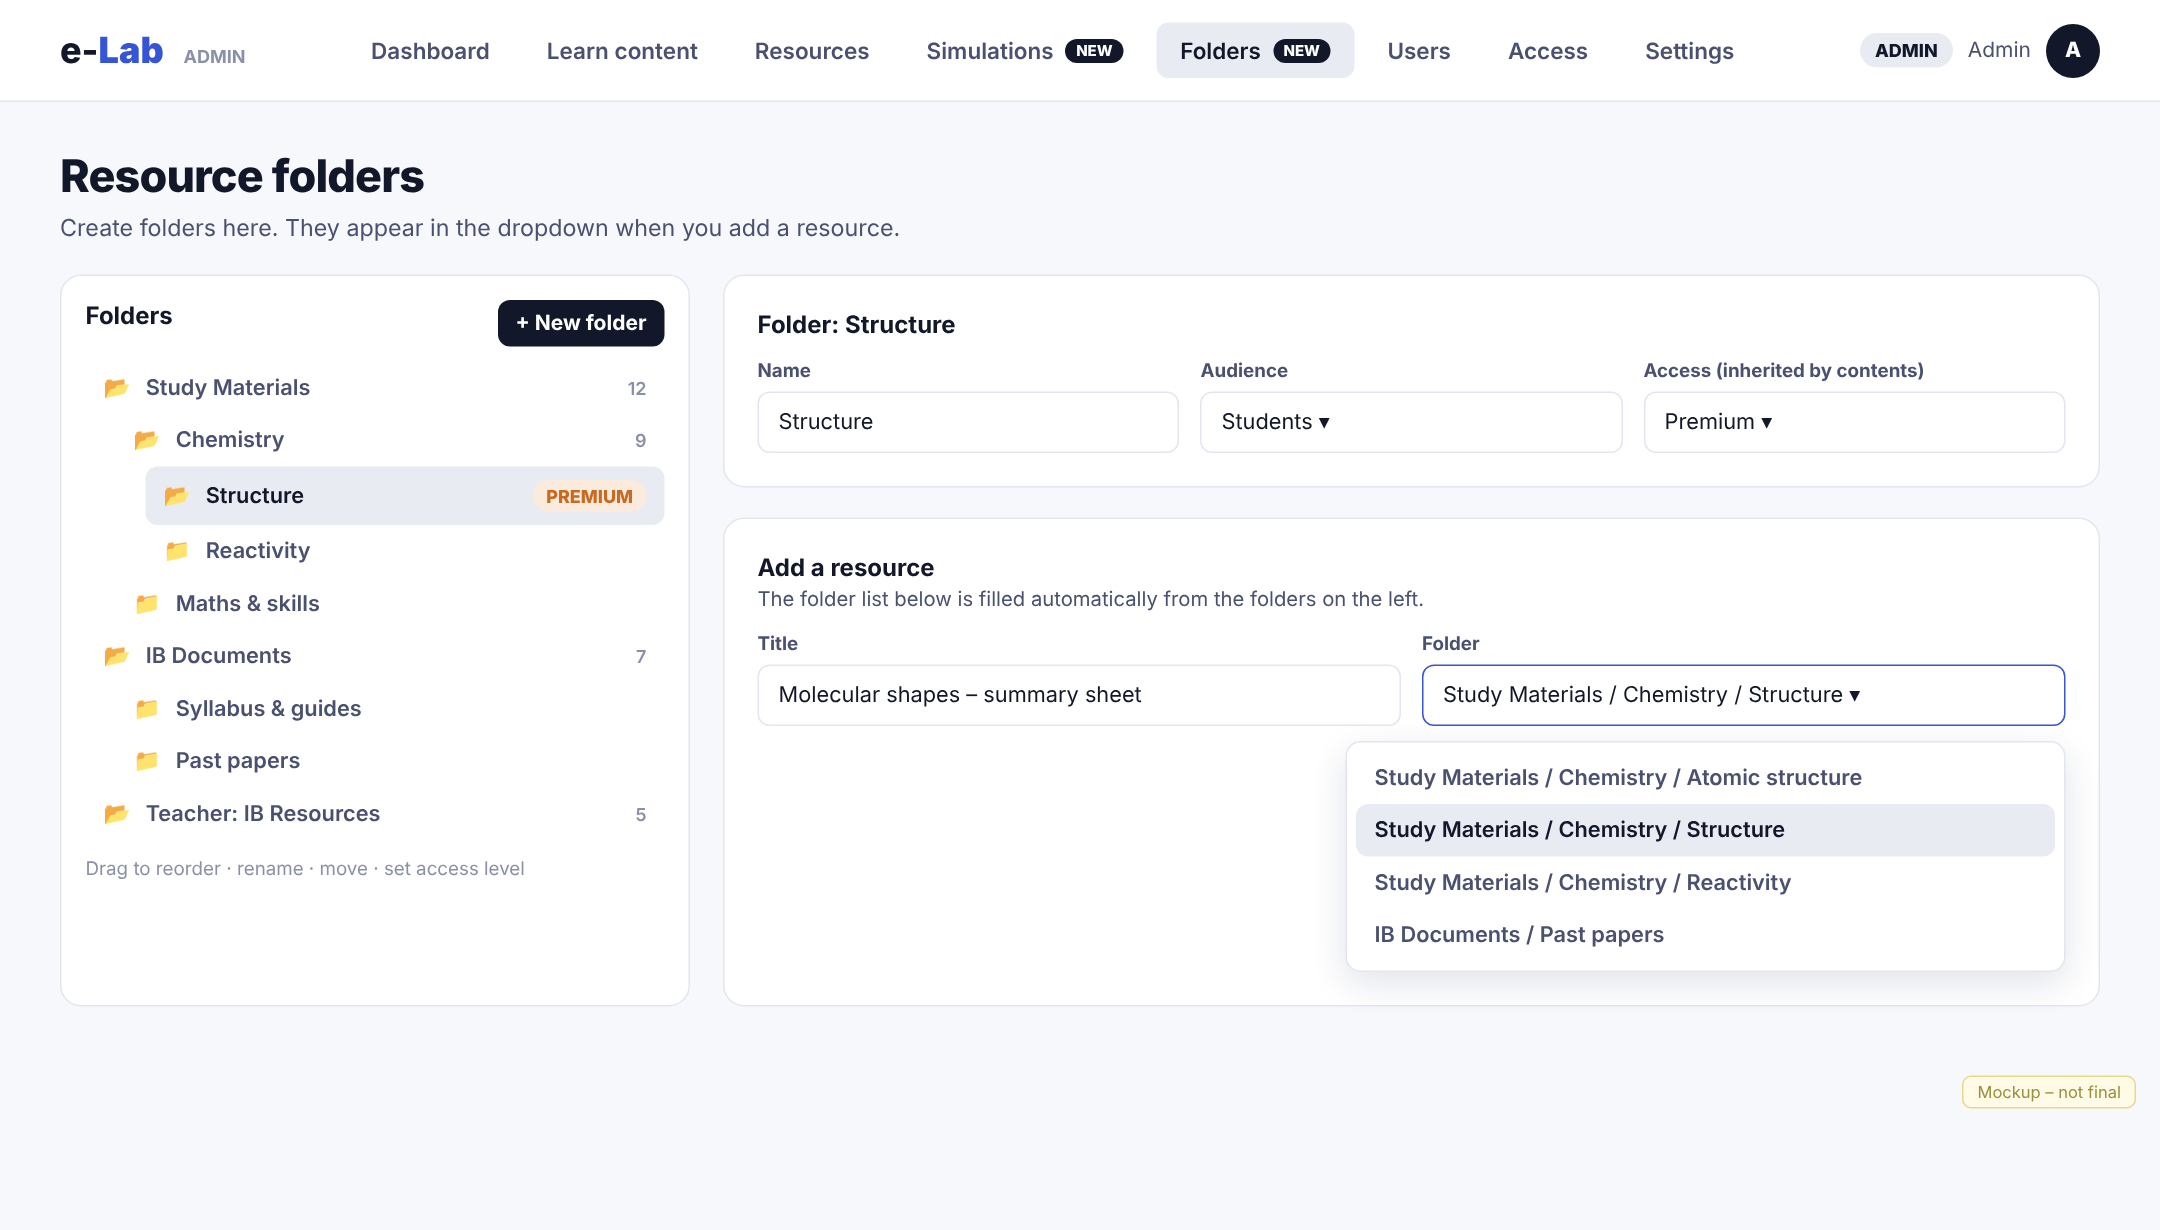 e-Lab ADMIN Dashboard Learn content Resources Simulations NEW Folders NEW Users Access Settings ADMIN Admin A
Resource folders
Create folders here. They appear in the dropdown when you add a resource.
Folders
+ New folder
Study Materials 12
Chemistry 9
Structure PREMIUM
Reactivity
Maths & skills
IB Documents 7
Syllabus & guides
Past papers
Teacher: IB Resources 5
Drag to reorder · rename · move · set access level
Folder: Structure
Name Audience Access (inherited by contents)
Structure Students ▾ Premium ▾
Add a resource
The folder list below is filled automatically from the folders on the left.
Title Folder
Molecular shapes – summary sheet Study Materials / Chemistry / Structure ▾
Study Materials / Chemistry / Atomic structure
Study Materials / Chemistry / Structure
Study Materials / Chemistry / Reactivity
IB Documents / Past papers
Mockup – not final